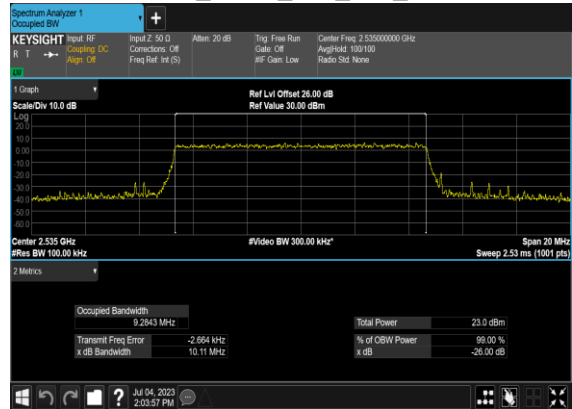 Spectrum Analyzer 1
Occupied BW
+
KEYSIGHT Input: RF Input Z: 50 Ω Atten: 20 dB Trig: Free Run Center Freq: 2.535000000 GHz
R T Coupling: DC Corrections: Off Gate: Off Avg|Hold: 100/100
Align: Off Freq Ref: Int (S) #IF Gain: Low Radio Std: None
1 Graph Ref Lvl Offset 26.00 dB
Scale/Div 10.0 dB Ref Value 30.00 dBm
Log
20.0
10.0
0.00
-10.0
-20.0
-30.0
-40.0
-50.0
-60.0
Center 2.535 GHz #Video BW 300.00 kHz* Span 20 MHz
#Res BW 100.00 kHz Sweep 2.53 ms (1001 pts)
2 Metrics
Occupied Bandwidth
9.2843 MHz Total Power 23.0 dBm
Transmit Freq Error -2.664 kHz % of OBW Power 99.00 %
x dB Bandwidth 10.11 MHz x dB -26.00 dB
? Jul 04, 2023
2:03:57 PM